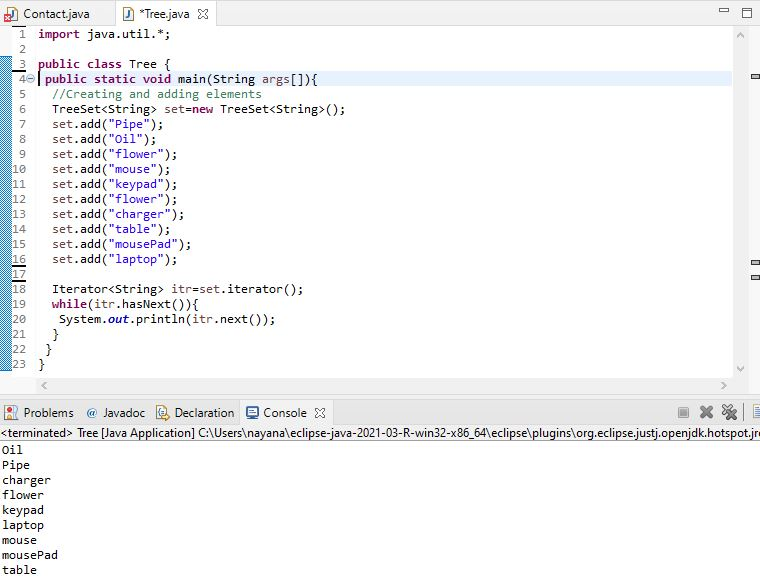 Contact.java *Tree.java
1 import java.util.*;
2
3 public class Tree {
4 public static void main(String args[]){
5 //Creating and adding elements
6 TreeSet<String> set=new TreeSet<String>();
7 set.add("Pipe");
8 set.add("Oil");
9 set.add("flower");
10 set.add("mouse");
11 set.add("keypad");
12 set.add("flower");
13 set.add("charger");
14 set.add("table");
15 set.add("mousePad");
16 set.add("laptop");
17
18 Iterator<String> itr=set.iterator();
19 while(itr.hasNext()){
20 System.out.println(itr.next());
21 }
22 }
23 }
Problems @ Javadoc Declaration Console
<terminated> Tree [Java Application] C:\Users\nayana\eclipse-java-2021-03-R-win32-x86_64\eclipse\plugins\org.eclipse.justj.openjdk.hotspot.jr
Oil
Pipe
charger
flower
keypad
laptop
mouse
mousePad
table